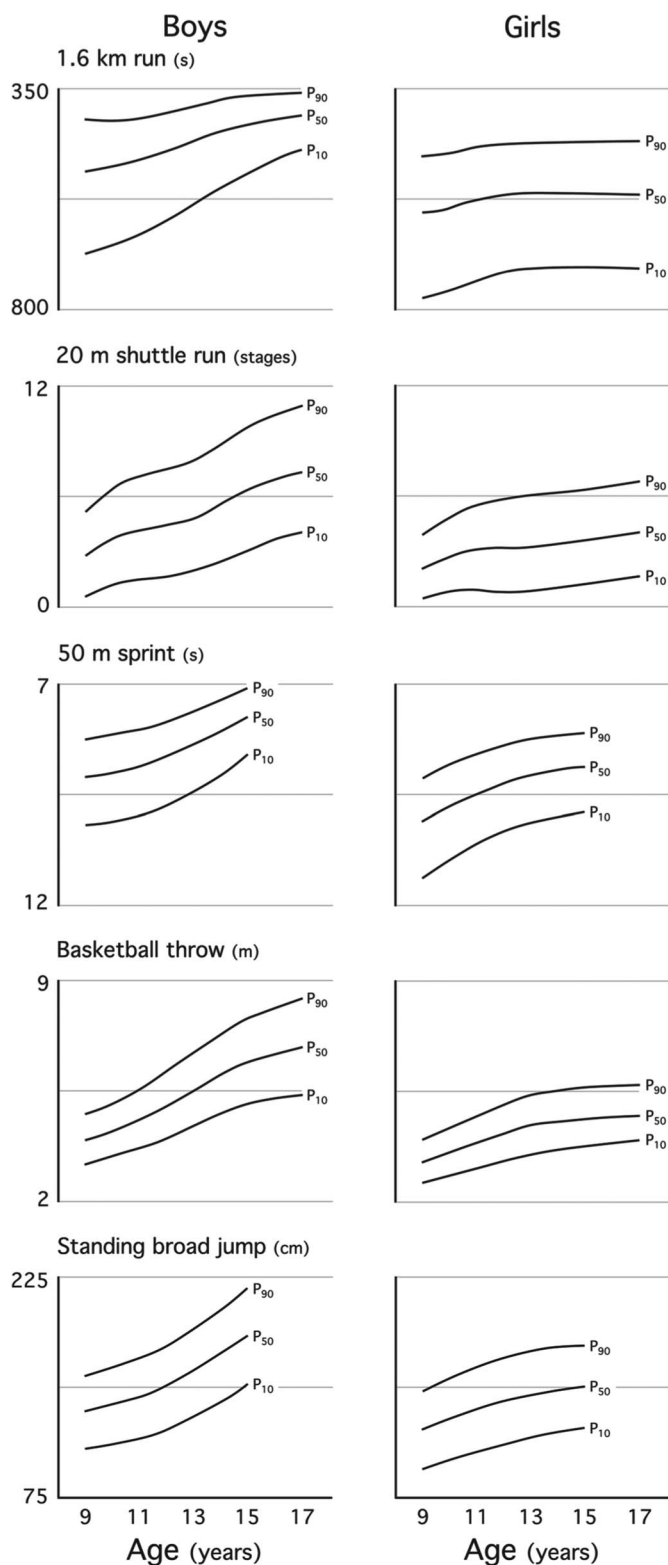 Boys Girls
1.6 km run (s)
350
P90
P50
P10
P90
P50
P10
800
20 m shuttle run (stages)
12
P90
P50
P10
P90
P50
P10
0
50 m sprint (s)
7
P90
P50
P10
P90
P50
P10
12
Basketball throw (m)
9
P90
P50
P10
P90
P50
P10
2
Standing broad jump (cm)
225
P90
P50
P10
P90
P50
P10
75
9 11 13 15 17 9 11 13 15 17
Age (years) Age (years)